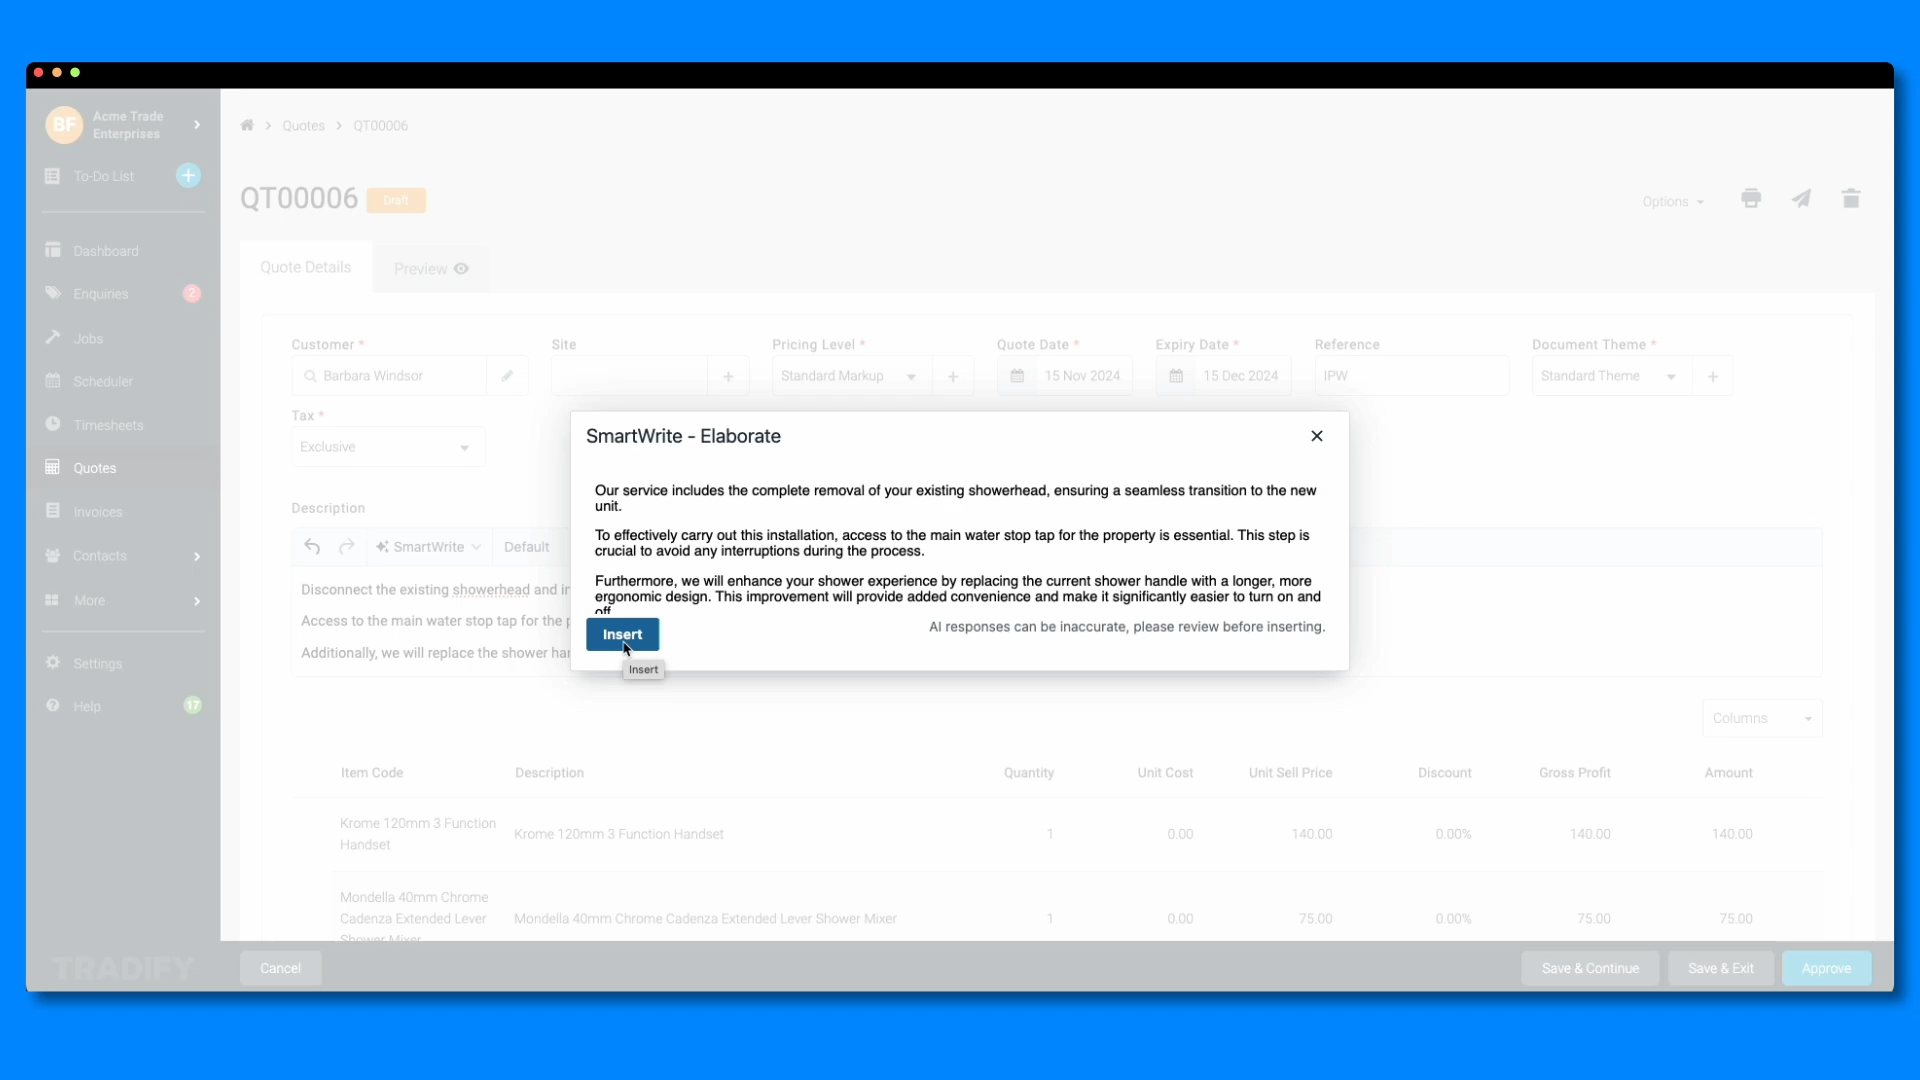 BF
Acme Trade
Enterprises
To-Do List
Dashboard
Enquiries 2
Jobs
Scheduler
Timesheets
Quotes
Invoices
Contacts
More
Settings
Help 17
TRADIFY
Quotes QT00006
QT00006 Draft
Options
Quote Details Preview
Customer * Site Pricing Level * Quote Date * Expiry Date * Reference Document Theme *
Barbara Windsor Standard Markup 15 Nov 2024 15 Dec 2024 IPW Standard Theme
Tax *
Exclusive
Description
SmartWrite Default
Disconnect the existing showerhead and
Access to the main water stop tap for the
Additionally, we will replace the shower
SmartWrite - Elaborate
Our service includes the complete removal of your existing showerhead, ensuring a seamless transition to the new
unit.
To effectively carry out this installation, access to the main water stop tap for the property is essential. This step is
crucial to avoid any interruptions during the process.
Furthermore, we will enhance your shower experience by replacing the current shower handle with a longer, more
ergonomic design. This improvement will provide added convenience and make it significantly easier to turn on and
off
Insert
AI responses can be inaccurate, please review before inserting.
Insert
Columns
Item Code Description Quantity Unit Cost Unit Sell Price Discount Gross Profit Amount
Krome 120mm 3 Function
Handset
Krome 120mm 3 Function Handset 1 0.00 140.00 0.00% 140.00 140.00
Mondella 40mm Chrome
Cadenza Extended Lever
Shower Mixer
Mondella 40mm Chrome Cadenza Extended Lever Shower Mixer 1 0.00 75.00 0.00% 75.00 75.00
Cancel Save & Continue Save & Exit Approve